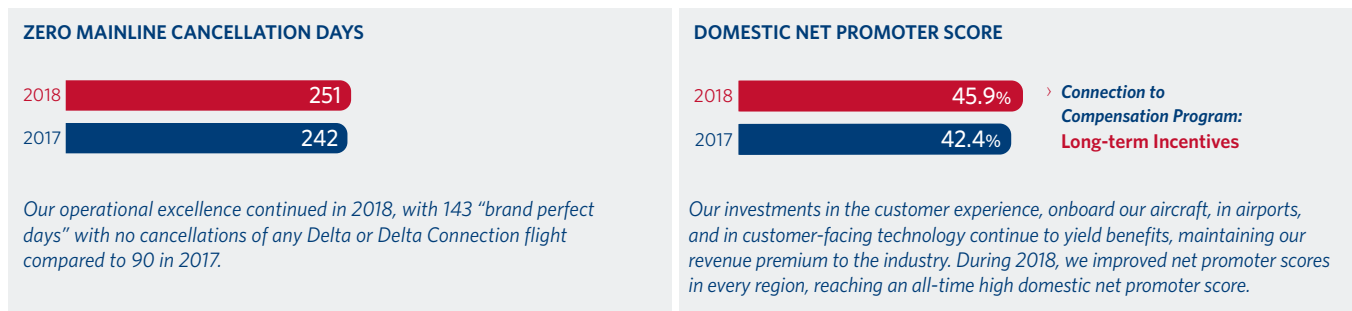 ZERO MAINLINE CANCELLATION DAYS
2018 251
2017 242
Our operational excellence continued in 2018, with 143 “brand perfect
days” with no cancellations of any Delta or Delta Connection flight
compared to 90 in 2017.
DOMESTIC NET PROMOTER SCORE
2018 45.9%
2017 42.4%
› Connection to
Compensation Program:
Long-term Incentives
Our investments in the customer experience, onboard our aircraft, in airports,
and in customer-facing technology continue to yield benefits, maintaining our
revenue premium to the industry. During 2018, we improved net promoter scores
in every region, reaching an all-time high domestic net promoter score.